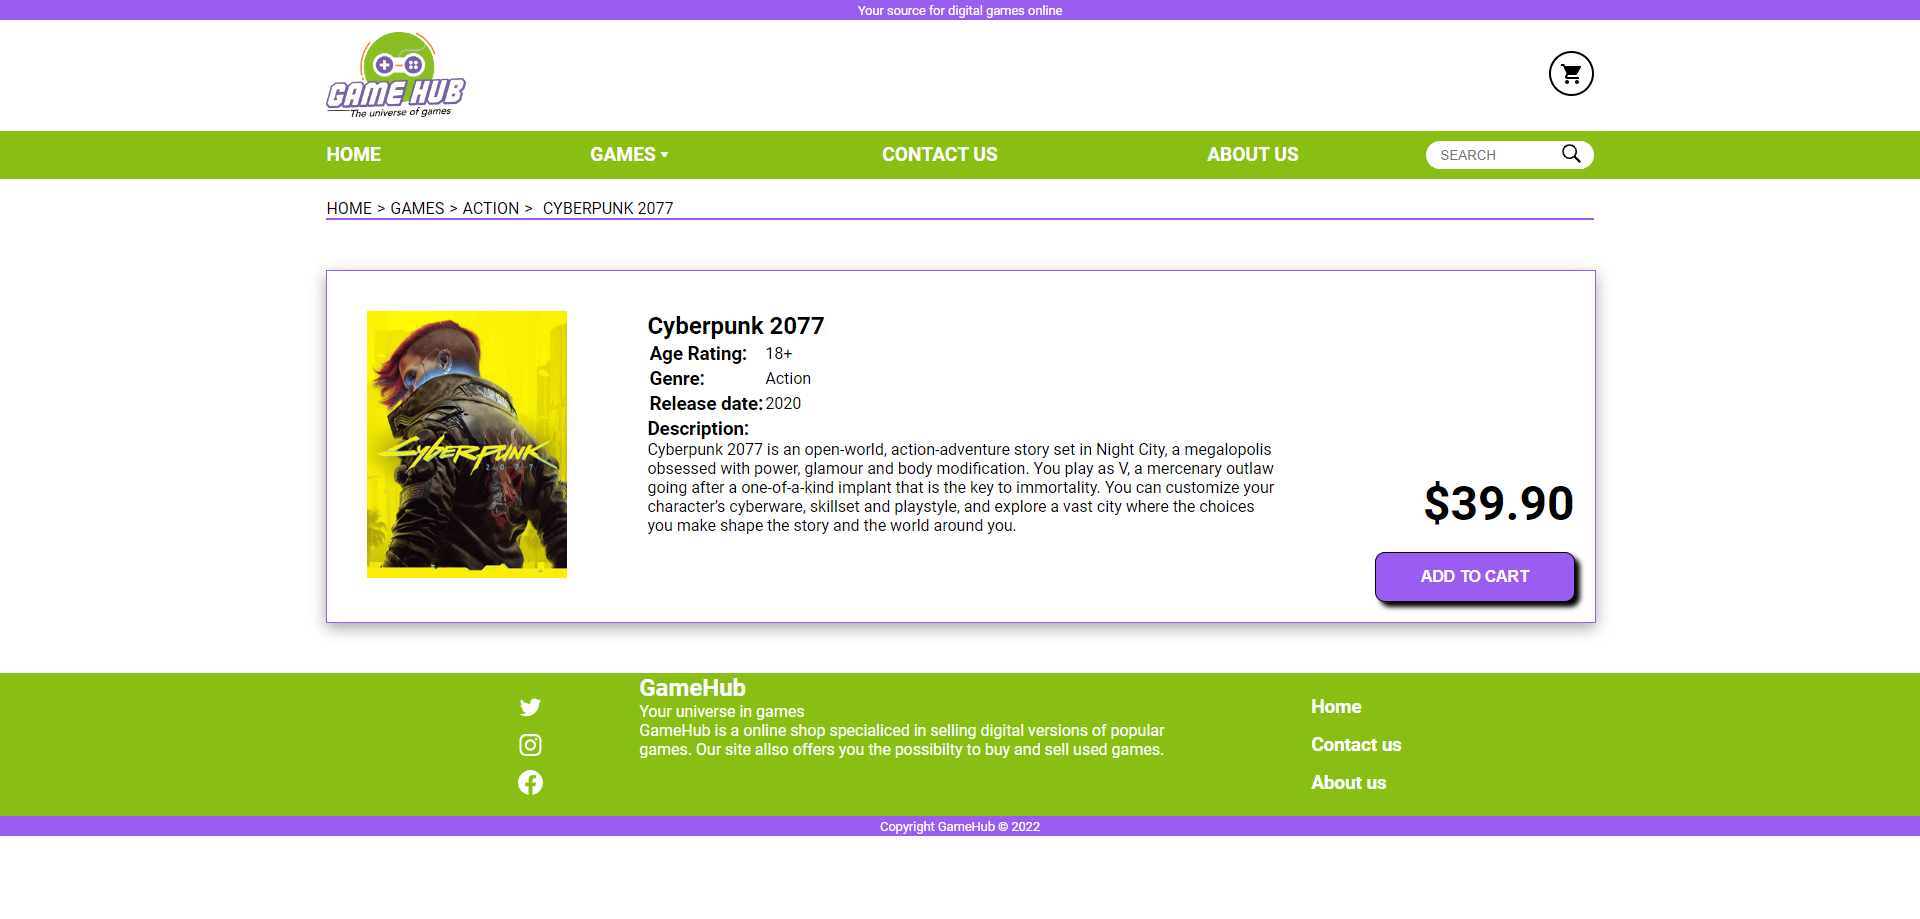 Your source for digital games online
GAME HUB
The universe of games
HOME
GAMES
CONTACT US
ABOUT US
SEARCH
HOME > GAMES > ACTION > CYBERPUNK 2077
Cyberpunk 2077
Age Rating: 18+
Genre: Action
Release date: 2020
Description:
Cyberpunk 2077 is an open-world, action-adventure story set in Night City, a megalopolis
obsessed with power, glamour and body modification. You play as V, a mercenary outlaw
going after a one-of-a-kind implant that is the key to immortality. You can customize your
character’s cyberware, skillset and playstyle, and explore a vast city where the choices
you make shape the story and the world around you.
Cyberpunk
2077
$39.90
ADD TO CART
GameHub
Your universe in games
GameHub is a online shop specialiced in selling digital versions of popular
games. Our site allso offers you the possibilty to buy and sell used games.
Home
Contact us
About us
Copyright GameHub © 2022